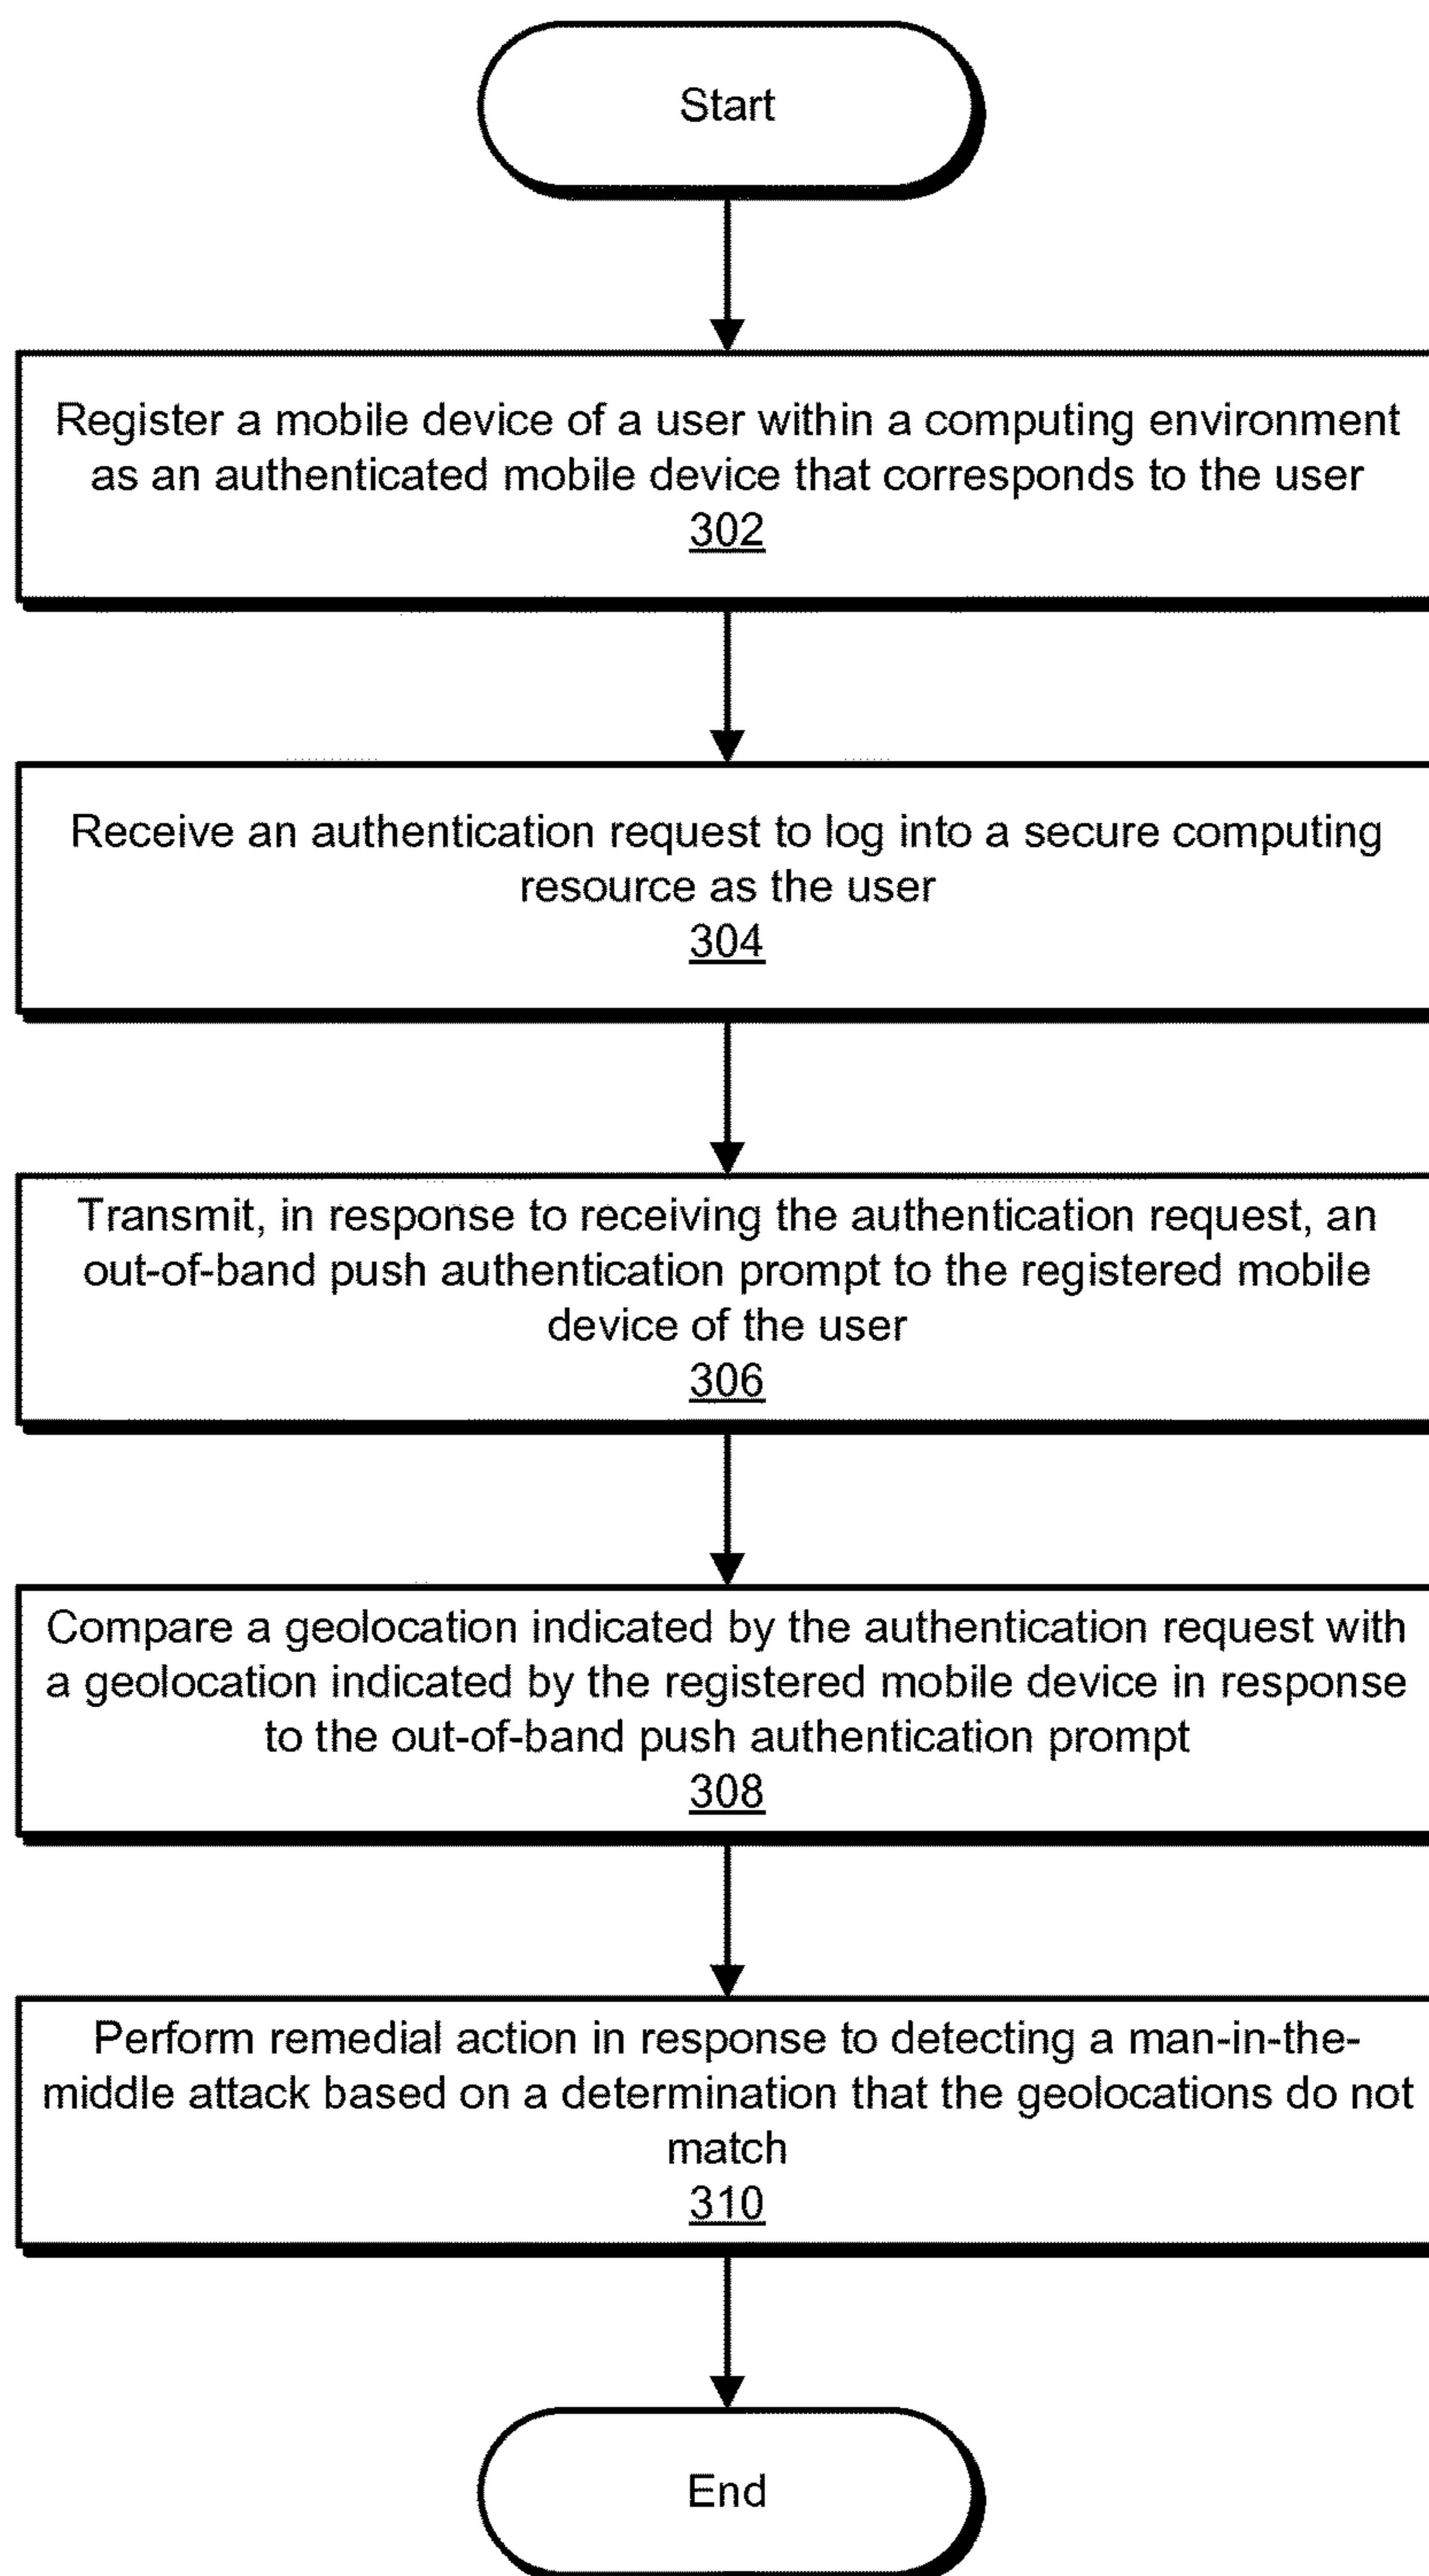 Start
Register a mobile device of a user within a computing environment
as an authenticated mobile device that corresponds to the user
302
Receive an authentication request to log into a secure computing
resource as the user
304
Transmit, in response to receiving the authentication request, an
out-of-band push authentication prompt to the registered mobile
device of the user
306
Compare a geolocation indicated by the authentication request with
a geolocation indicated by the registered mobile device in response
to the out-of-band push authentication prompt
308
Perform remedial action in response to detecting a man-in-the-
middle attack based on a determination that the geolocations do not
match
310
End